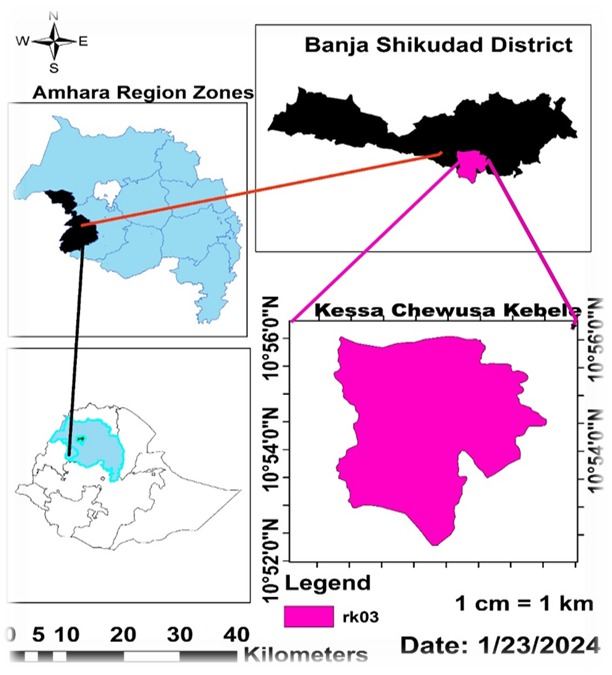 N
W E
S
Banja Shikudad District
Amhara Region Zones
Kessa Chewusa Kebele
10°56'0"N
10°54'0"N
10°52'0"N
10°56'0"N
10°54'0"N
Legend
rk03
1 cm = 1 km
0 5 10 20 30 40
Kilometers
Date: 1/23/2024